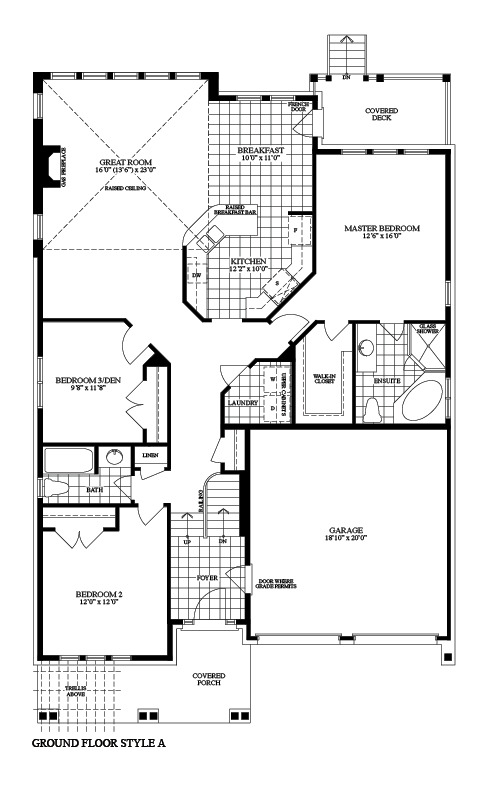 DN
COVERED
DECK
FRENCH
DOOR
GREAT ROOM
16'0" (13'6") x 23'0"
RAISED CEILING
GAS FIREPLACE
BREAKFAST
10'0" x 11'0"
RAISED
BREAKFAST BAR
KITCHEN
12'2" x 10'0"
DW
F
S
MASTER BEDROOM
12'6" x 16'0"
BEDROOM 3/DEN
9'8" x 11'8"
GLASS
SHOWER
WALK-IN
CLOSET
ENSUITE
W
D
UPPER CABINETS
LAUNDRY
LINEN
BATH
RAILING
UP
DN
FOYER
GARAGE
18'10" x 20'0"
DOOR WHERE
GRADE PERMITS
BEDROOM 2
12'0" x 12'0"
COVERED
PORCH
TRELLIS
ABOVE
GROUND FLOOR STYLE A